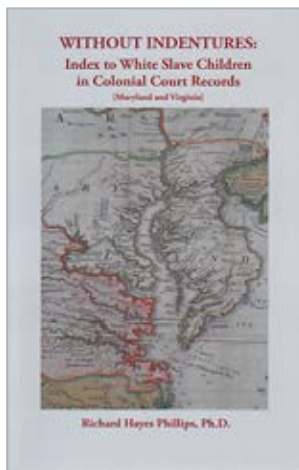 WITHOUT INDENTURES:
Index to White Slave Children
in Colonial Court Records
[Maryland and Virginia]
Richard Hayes Phillips, Ph.D.